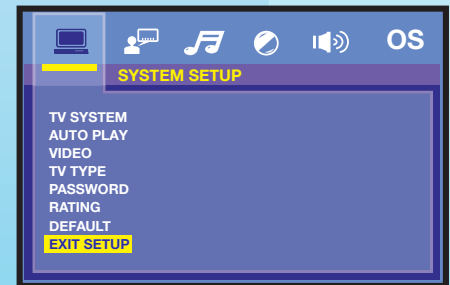 OS
SYSTEM SETUP
TV SYSTEM
AUTO PLAY
VIDEO
TV TYPE
PASSWORD
RATING
DEFAULT
EXIT SETUP